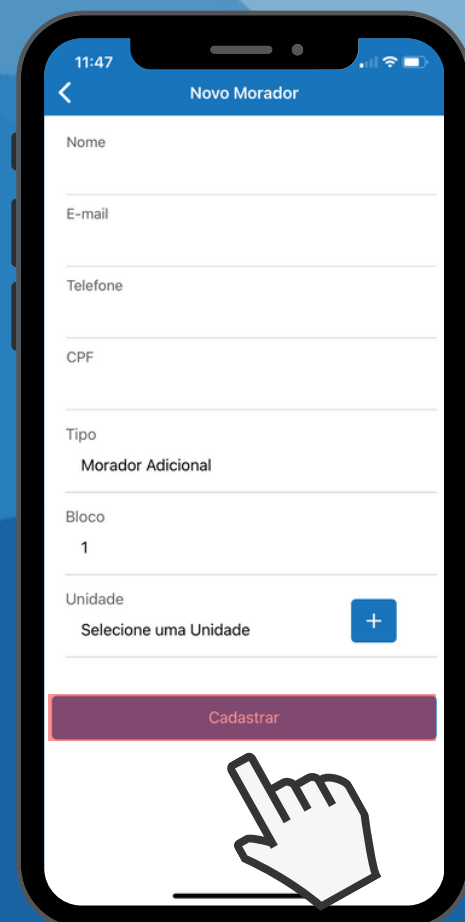 11:47
Novo Morador
Nome
E-mail
Telefone
CPF
Tipo
Morador Adicional
Bloco
1
Unidade
Selecione uma Unidade
+
Cadastrar